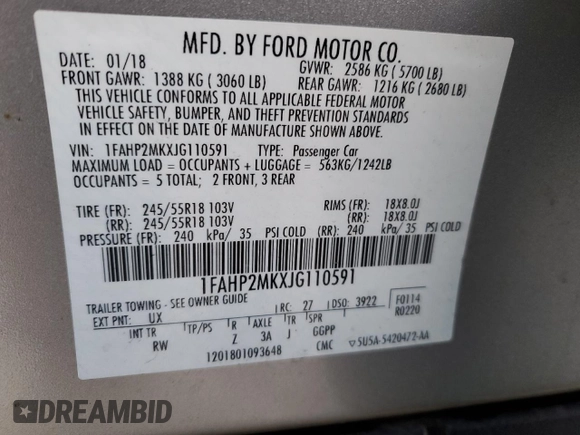 MFD. BY FORD MOTOR CO.
DATE: 01/18 GVWR: 2586 KG ( 5700 LB)
FRONT GAWR: 1388 KG ( 3060 LB) REAR GAWR: 1216 KG ( 2680 LB)
THIS VEHICLE CONFORMS TO ALL APPLICABLE FEDERAL MOTOR
VEHICLE SAFETY, BUMPER, AND THEFT PREVENTION STANDARDS
IN EFFECT ON THE DATE OF MANUFACTURE SHOWN ABOVE.
VIN: 1FAHP2MKXJG110591 TYPE: Passenger Car
MAXIMUM LOAD = OCCUPANTS + LUGGAGE = 563KG/1242LB
OCCUPANTS = 5 TOTAL; 2 FRONT, 3 REAR
TIRE (FR): 245/55R18 103V RIMS (FR): 18X8.0J
(RR): 245/55R18 103V (RR): 18X8.0J
PRESSURE (FR): 240 kPa/ 35 PSI COLD (RR): 240 kPa/ 35 PSI COLD
1FAHP2MKXJG110591
TRAILER TOWING - SEE OWNER GUIDE
EXT PNT: UX RC: 27 DSO: 3922 F0114
R0220
INT TR TP/PS R AXLE TR SPR
RW Z 3A J GGPP
1201801093648 CMC ▽5U5A-5420472-AA
DREAMBID